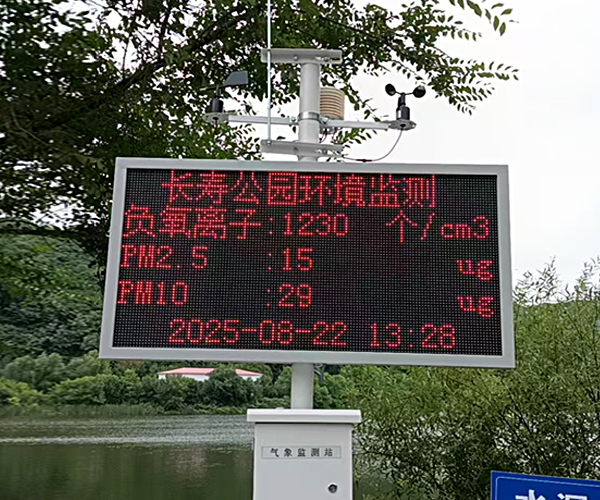 长寿公园环境监测
负氧离子:1230 个/cm3
PM2.5 :15 ug
PM10 :29 ug
2025-08-22 13:28
气象监测站